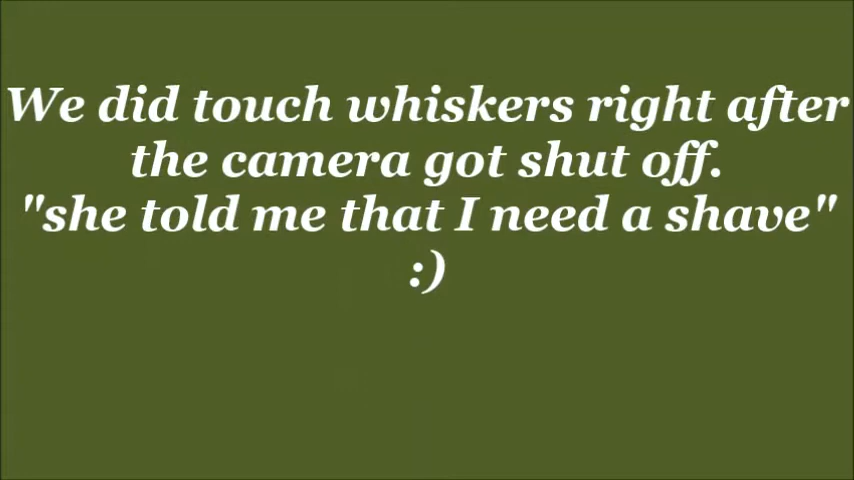 We did touch whiskers right after
the camera got shut off.
"she told me that I need a shave"
:)